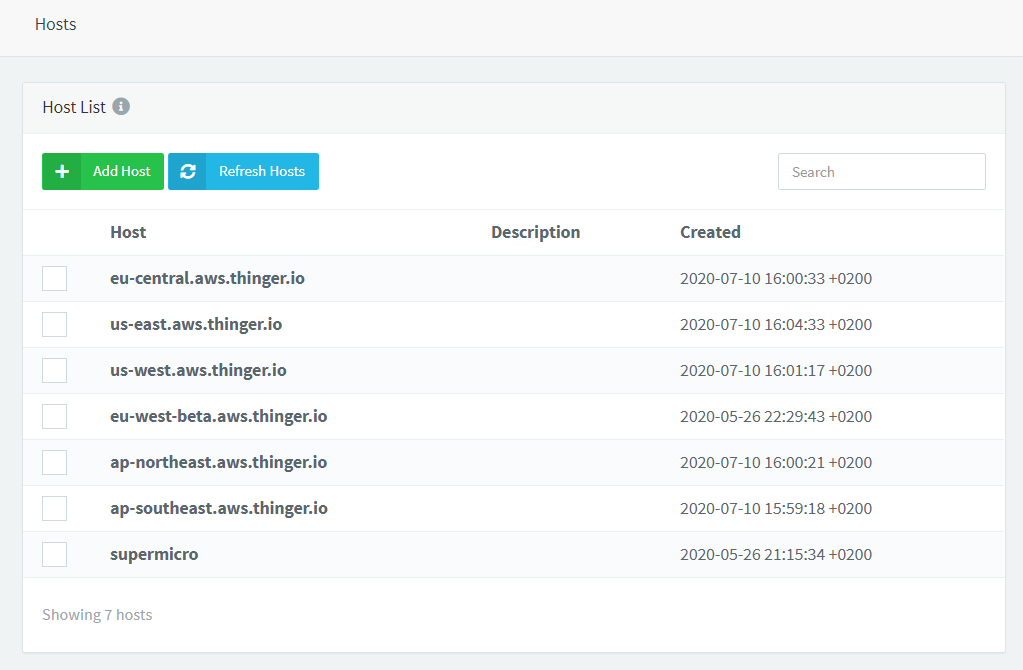 Hosts
Host List
Add Host Refresh Hosts Search
Host Description Created
eu-central.aws.thinger.io 2020-07-10 16:00:33 +0200
us-east.aws.thinger.io 2020-07-10 16:04:33 +0200
us-west.aws.thinger.io 2020-07-10 16:01:17 +0200
eu-west-beta.aws.thinger.io 2020-05-26 22:29:43 +0200
ap-northeast.aws.thinger.io 2020-07-10 16:00:21 +0200
ap-southeast.aws.thinger.io 2020-07-10 15:59:18 +0200
supermicro 2020-05-26 21:15:34 +0200
Showing 7 hosts